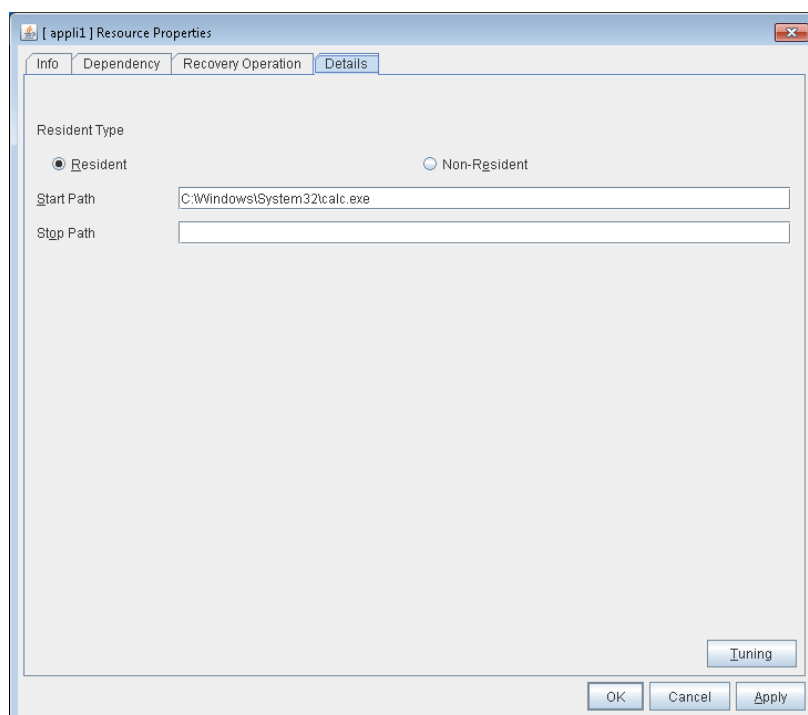 [ appli1 ] Resource Properties
Info Dependency Recovery Operation Details
Resident Type
Resident Non-Resident
Start Path C:\Windows\System32\calc.exe
Stop Path
Tuning
OK Cancel Apply